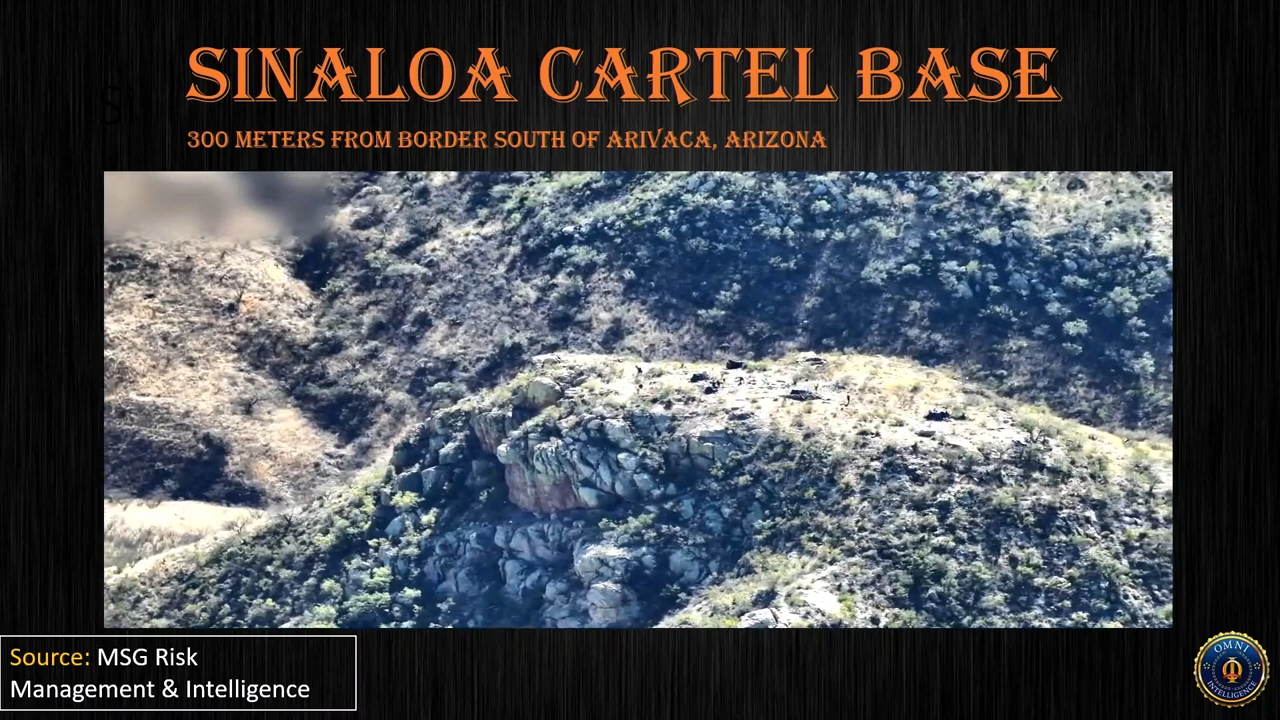 SINALOA CARTEL BASE
300 METERS FROM BORDER SOUTH OF ARIVACA, ARIZONA
Source: MSG Risk
Management & Intelligence
OMNI
INTELLIGENCE